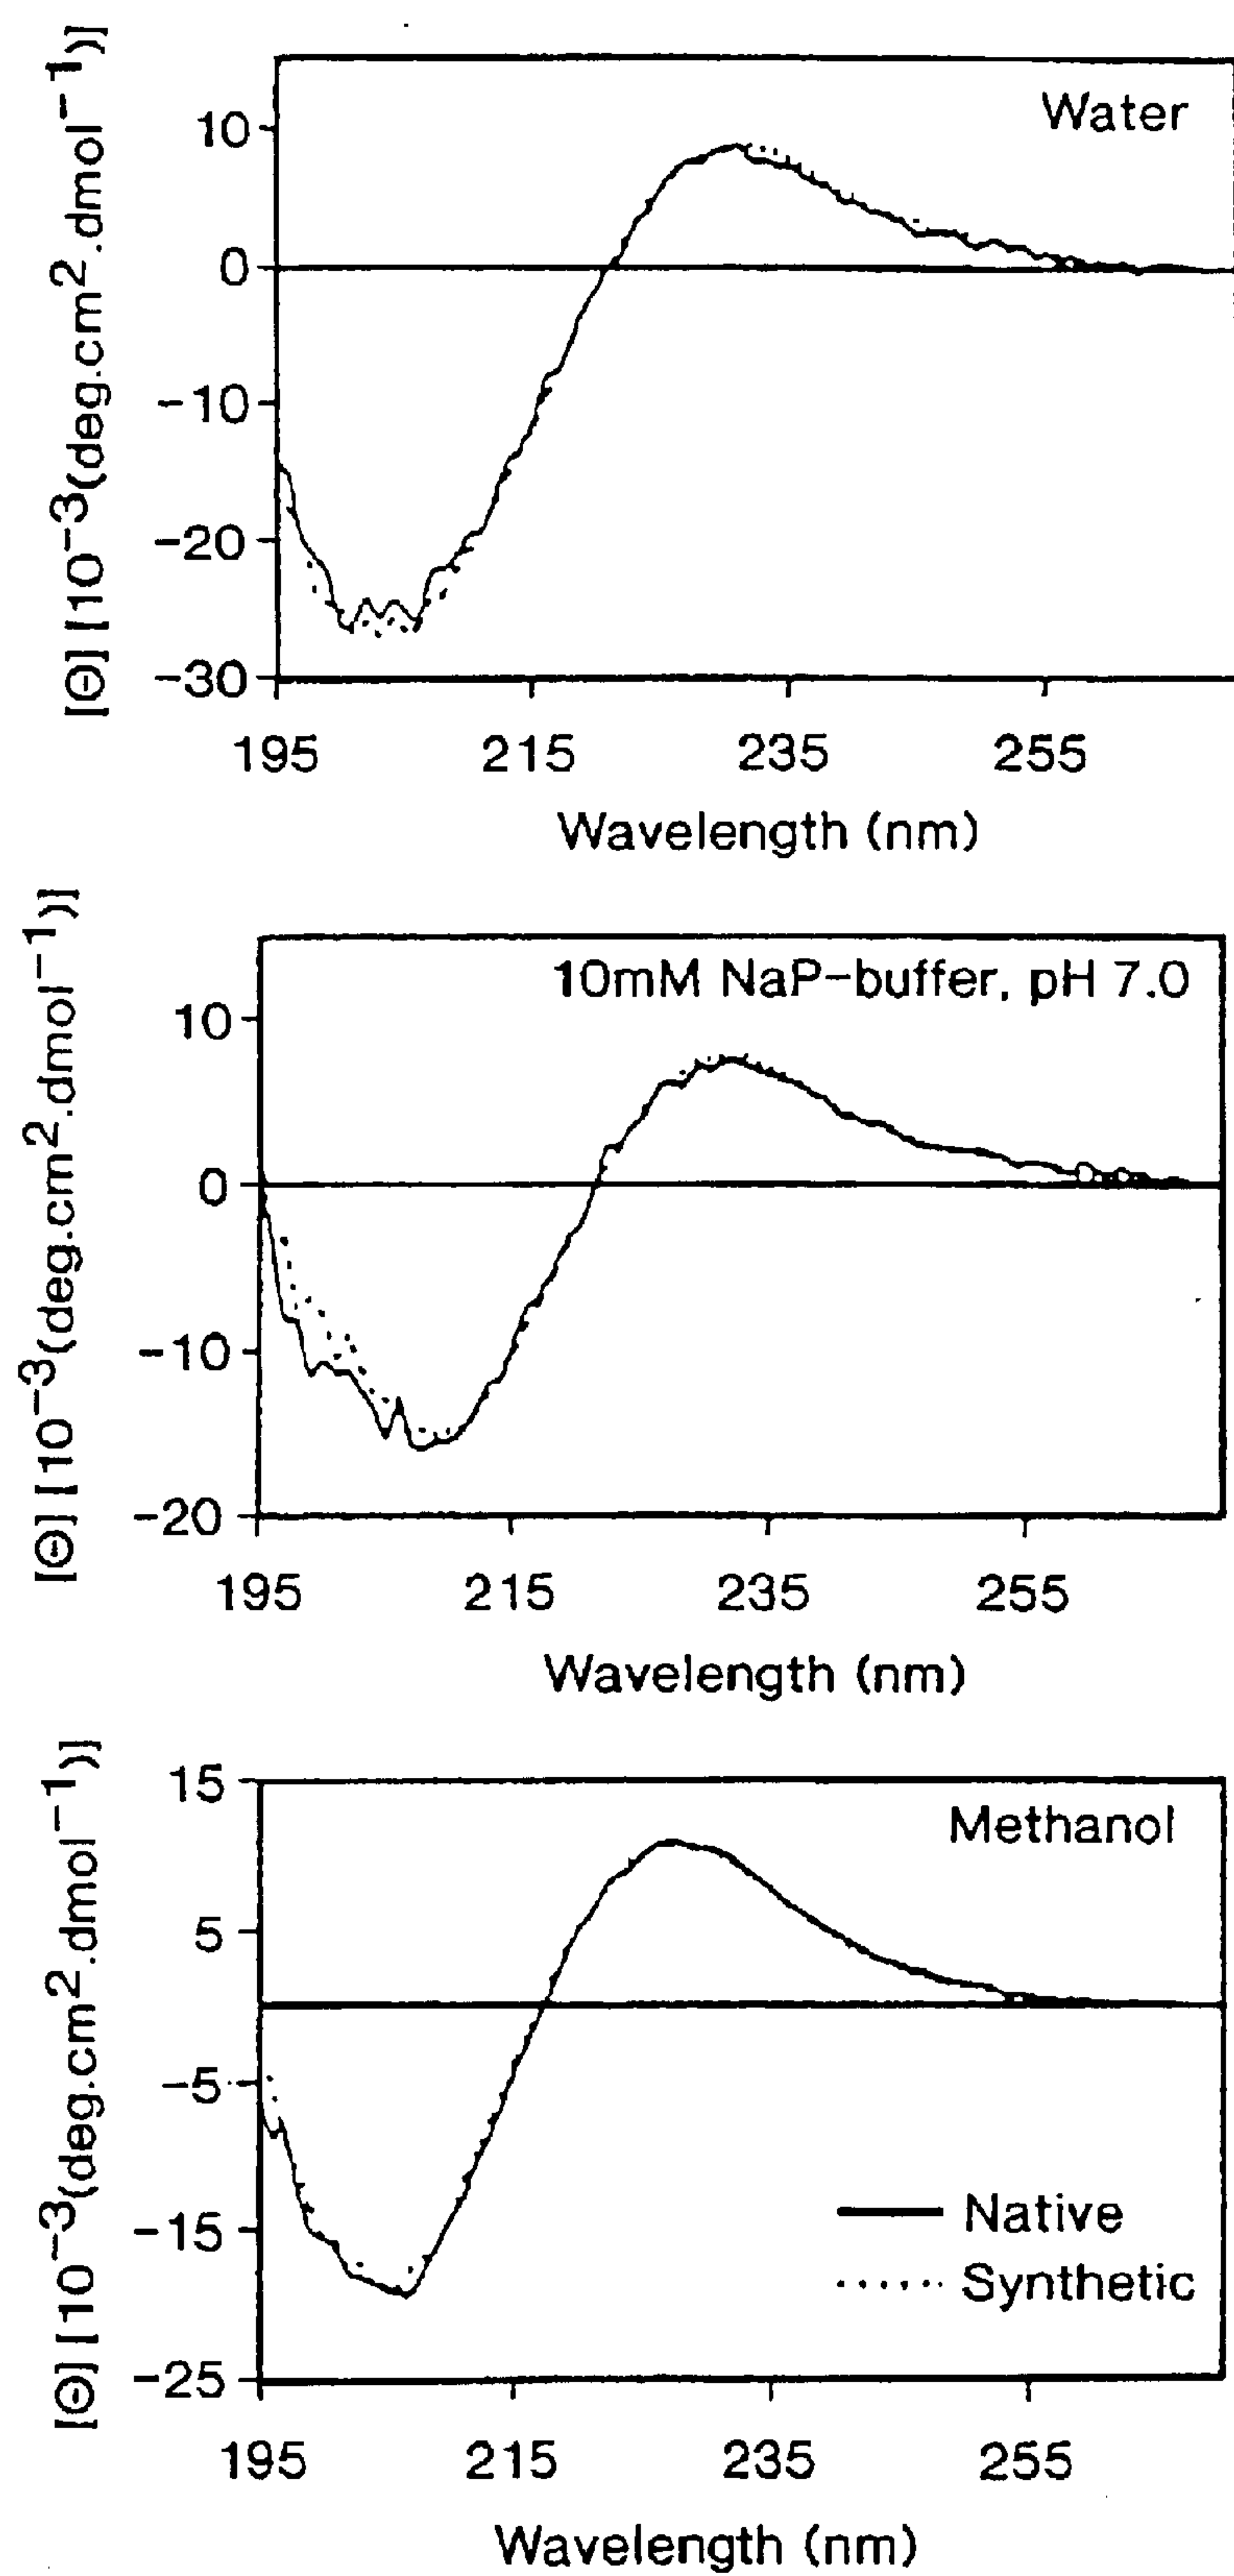 [Θ] [10⁻³(deg.cm².dmol⁻¹)]
Water
10
0
-10
-20
-30
195 215 235 255
Wavelength (nm)
[Θ] [10⁻³(deg.cm².dmol⁻¹)]
10mM NaP-buffer, pH 7.0
10
0
-10
-20
195 215 235 255
Wavelength (nm)
[Θ] [10⁻³(deg.cm².dmol⁻¹)]
15
Methanol
5
-5
-15
-25
Native
Synthetic
195 215 235 255
Wavelength (nm)